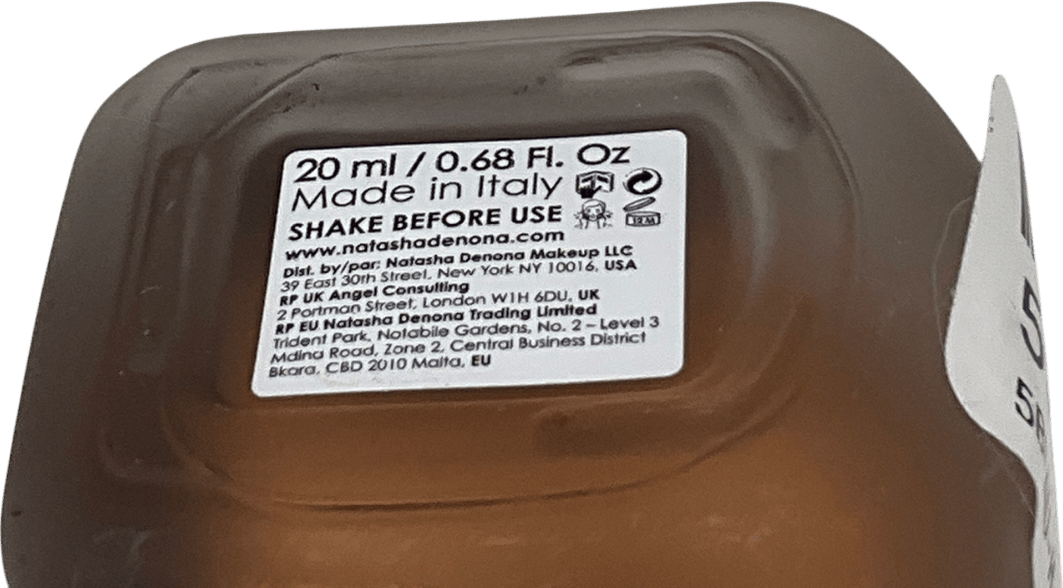 20 ml / 0.68 Fl. Oz
Made in Italy
SHAKE BEFORE USE
12 M
www.natashadenona.com
Dist. by/par: Natasha Denona Makeup LLC
39 East 30th Street, New York NY 10016, USA
RP UK Angel Consulting
2 Portman Street, London W1H 6DU, UK
RP EU Natasha Denona Trading Limited
Trident Park, Notabile Gardens, No. 2 – Level 3
Mdina Road, Zone 2, Central Business District
Bkara, CBD 2010 Malta, EU
5
5